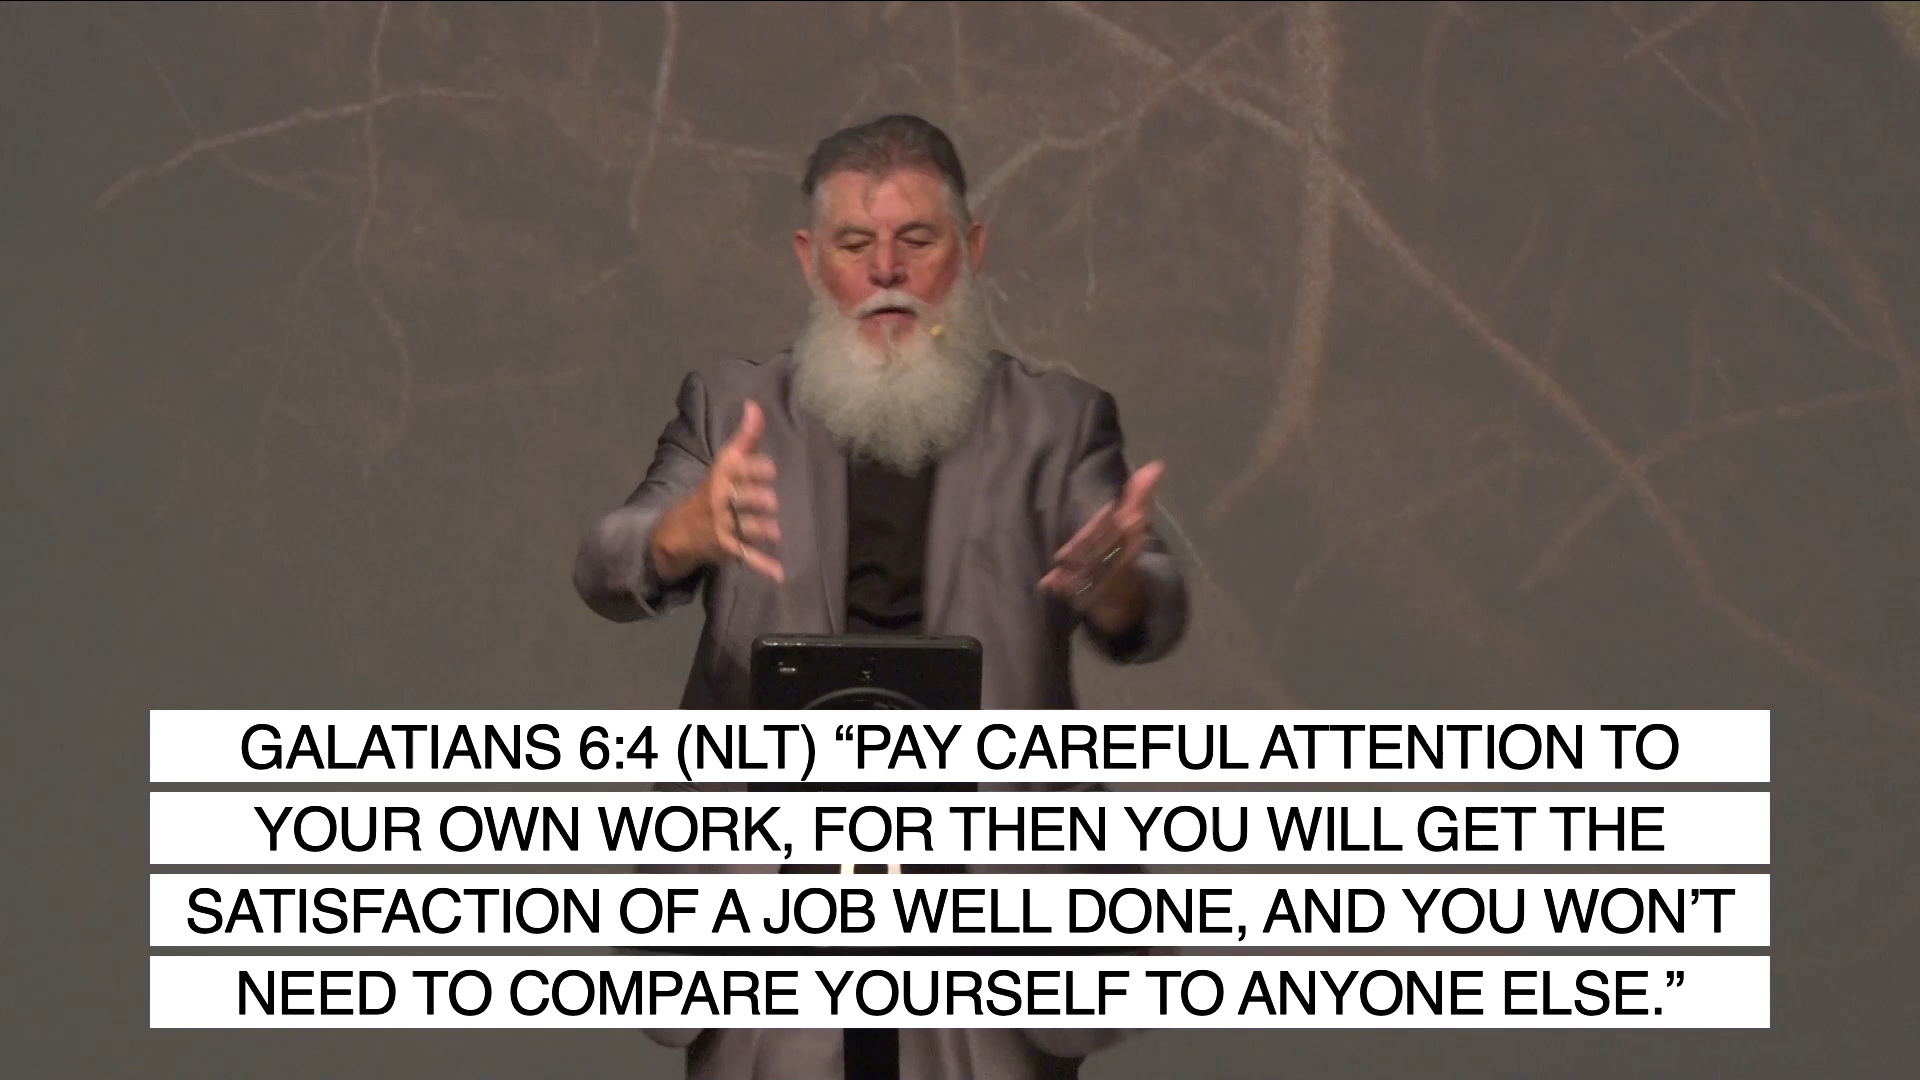 GALATIANS 6:4 (NLT) “PAY CAREFUL ATTENTION TO
YOUR OWN WORK, FOR THEN YOU WILL GET THE
SATISFACTION OF A JOB WELL DONE, AND YOU WON’T
NEED TO COMPARE YOURSELF TO ANYONE ELSE.”